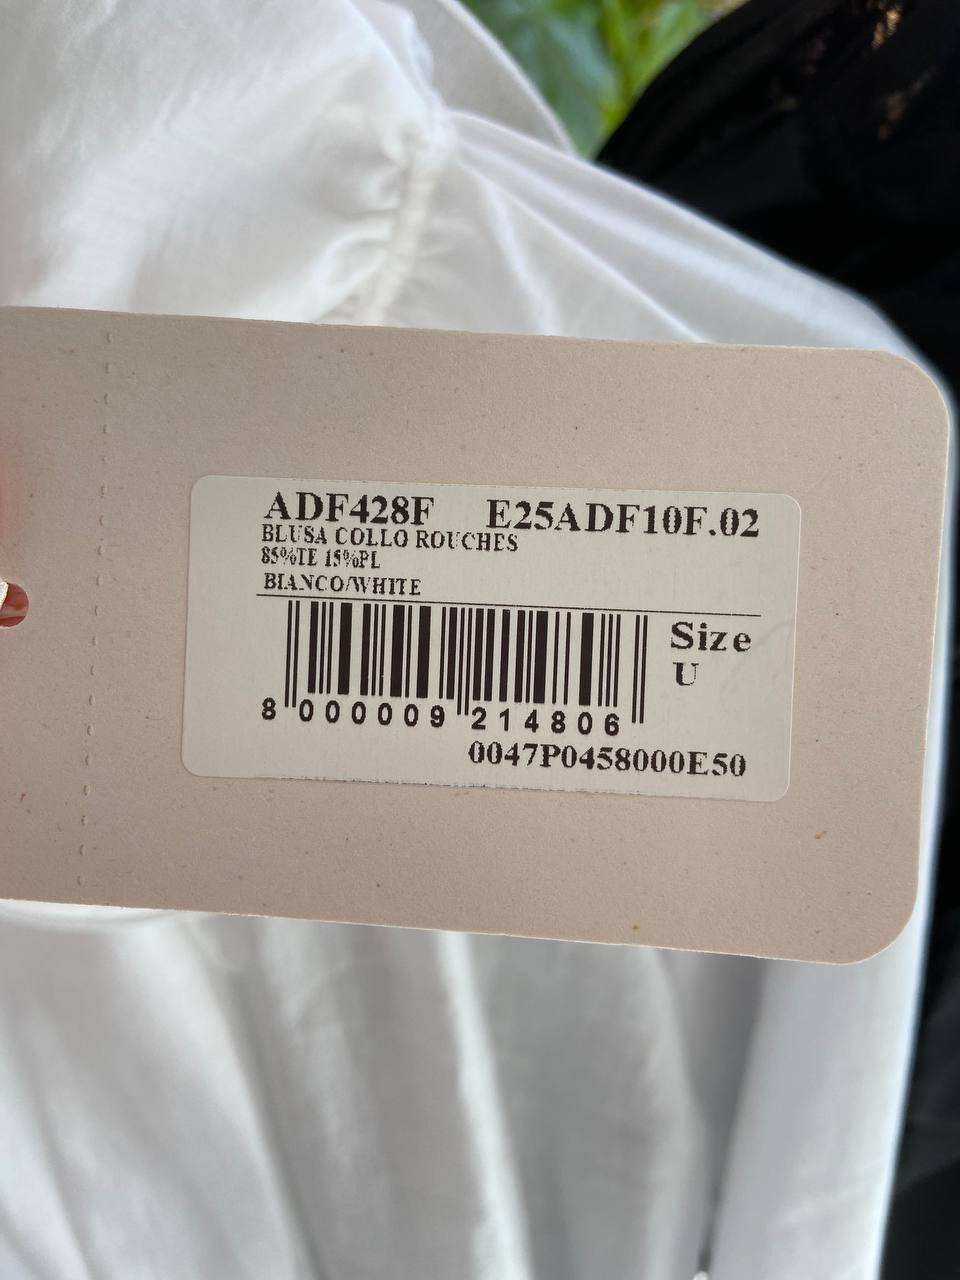 ADF428F E25ADF10F.02
BLUSA COLLO ROUCHES
85%TE 15%PL
BIANCO/WHITE
Size
U
8 000009 214806
0047P0458000E50